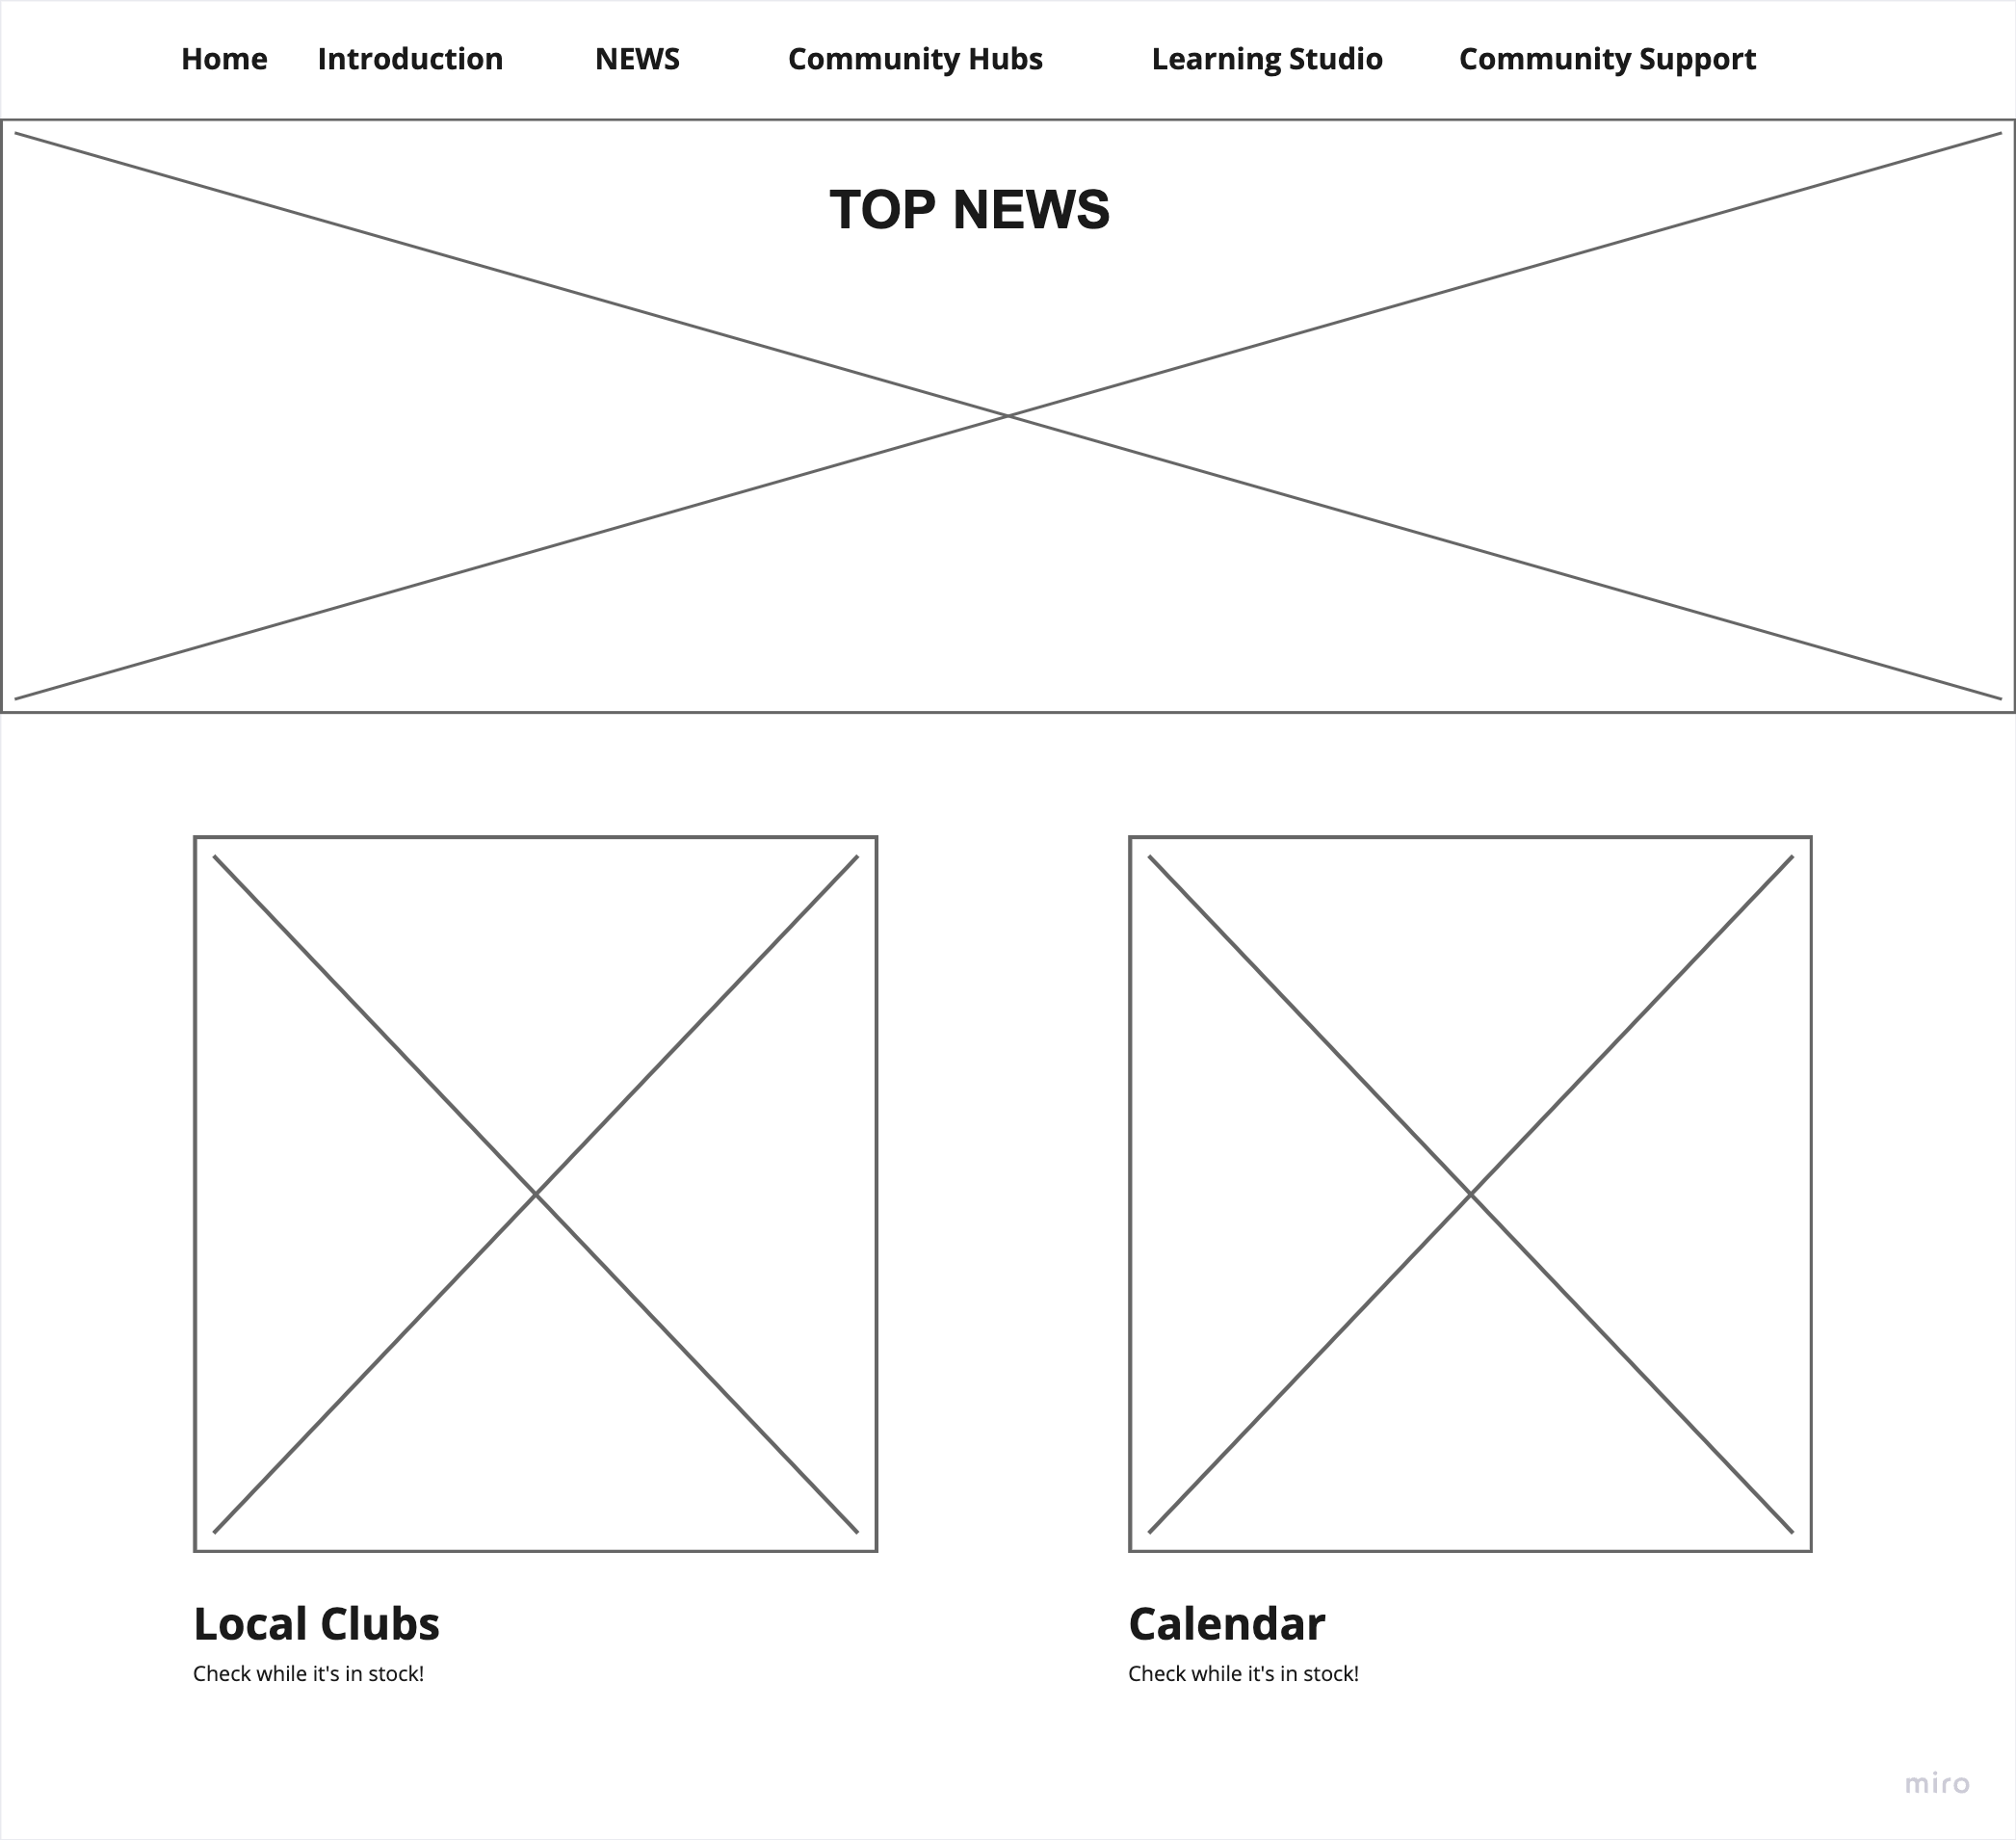 Home Introduction NEWS Community Hubs Learning Studio Community Support
TOP NEWS
Local Clubs
Check while it's in stock!
Calendar
Check while it's in stock!
miro